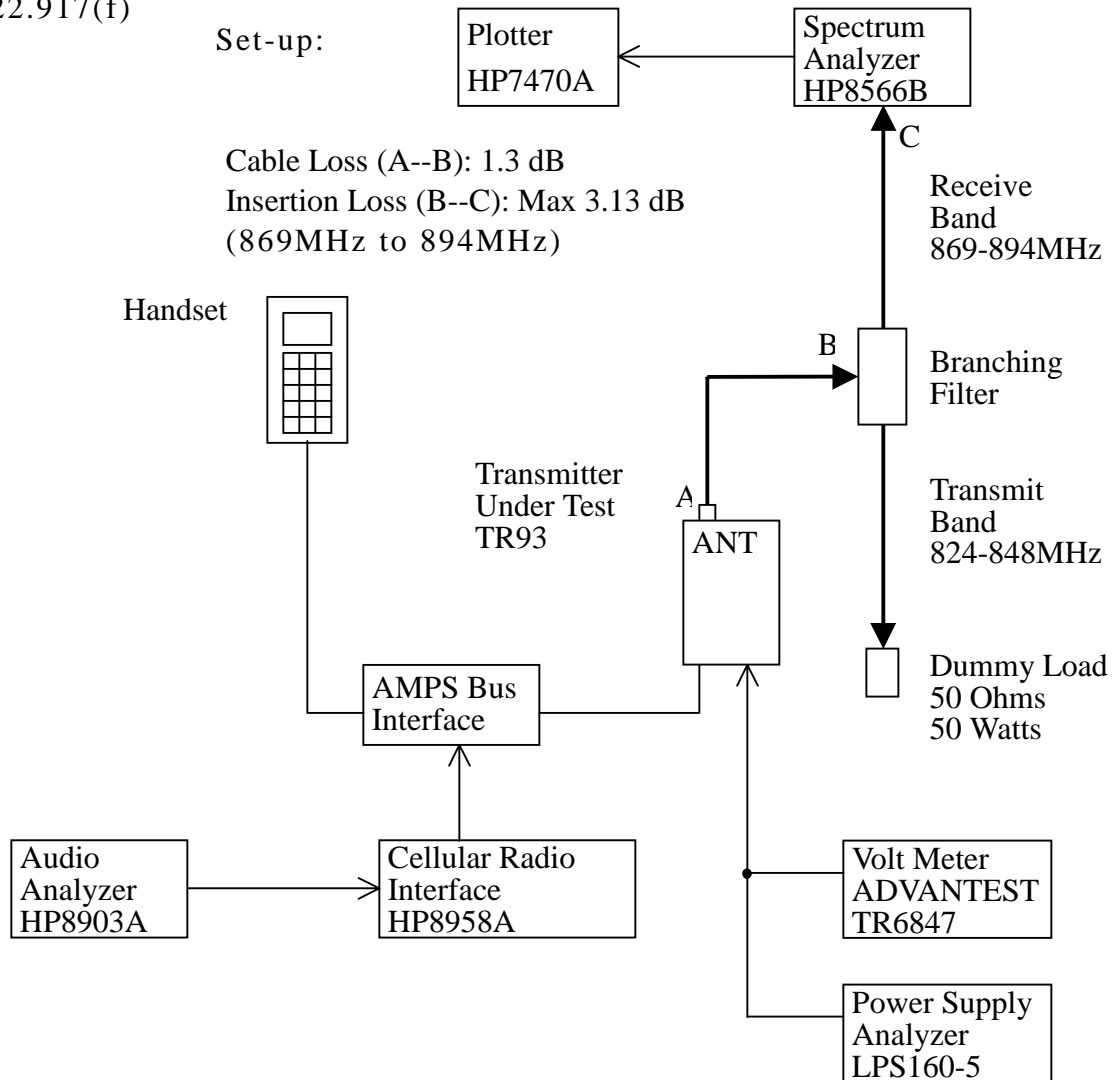 22.917(f)
Set-up:
Plotter
HP7470A
Spectrum
Analyzer
HP8566B
C
Cable Loss (A--B): 1.3 dB
Insertion Loss (B--C): Max 3.13 dB
(869MHz to 894MHz)
Receive
Band
869-894MHz
Handset
B
Branching
Filter
Transmitter
Under Test
TR93
A
ANT
Transmit
Band
824-848MHz
Dummy Load
50 Ohms
50 Watts
AMPS Bus
Interface
Audio
Analyzer
HP8903A
Cellular Radio
Interface
HP8958A
Volt Meter
ADVANTEST
TR6847
Power Supply
Analyzer
LPS160-5